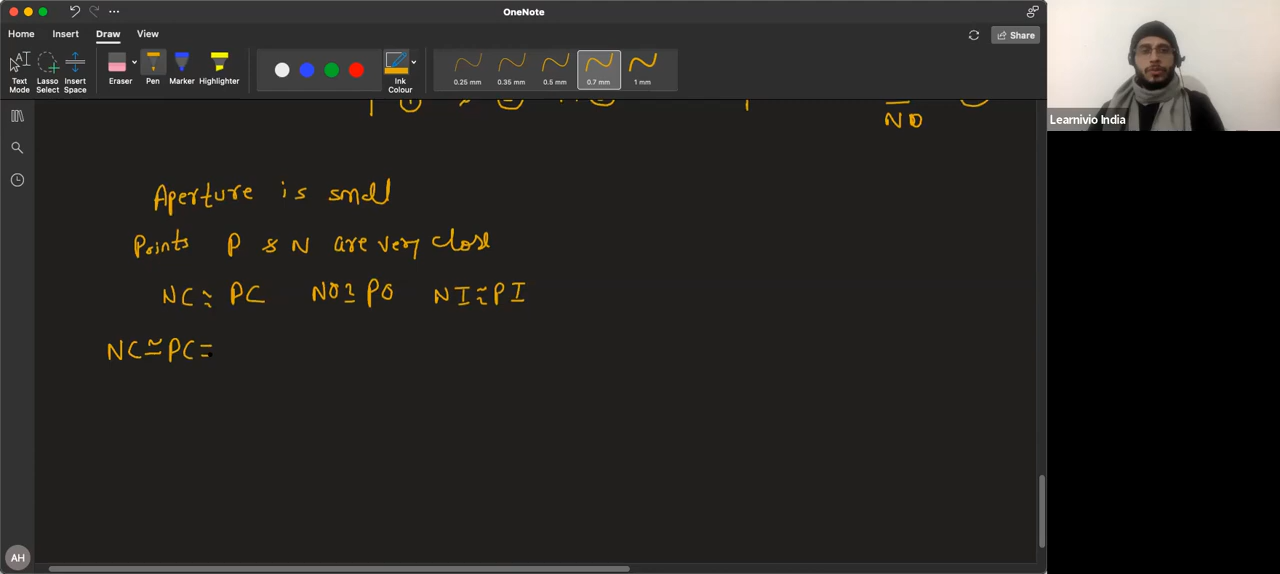 OneNote
Home Insert Draw View
Share
Text Mode Lasso Select Insert Space Eraser Pen Marker Highlighter Ink Colour 0.25 mm 0.35 mm 0.5 mm 0.7 mm 1 mm
Learnivio India
NO
Aperture is small
Points P & N are very close
NC ≃ PC NO ≃ PO NI ≃ PI
NC ≅ PC =
AH